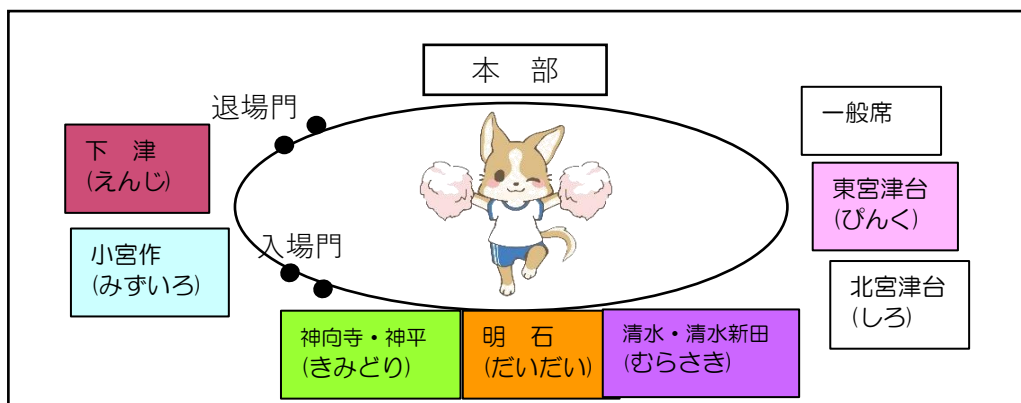 本 部
退場門
一般席
下 津
(えんじ)
東宮津台
(ぴんく)
小宮作
(みずいろ)
入場門
北宮津台
(しろ)
神向寺・神平
(きみどり)
明 石
(だいだい)
清水・清水新田
(むらさき)